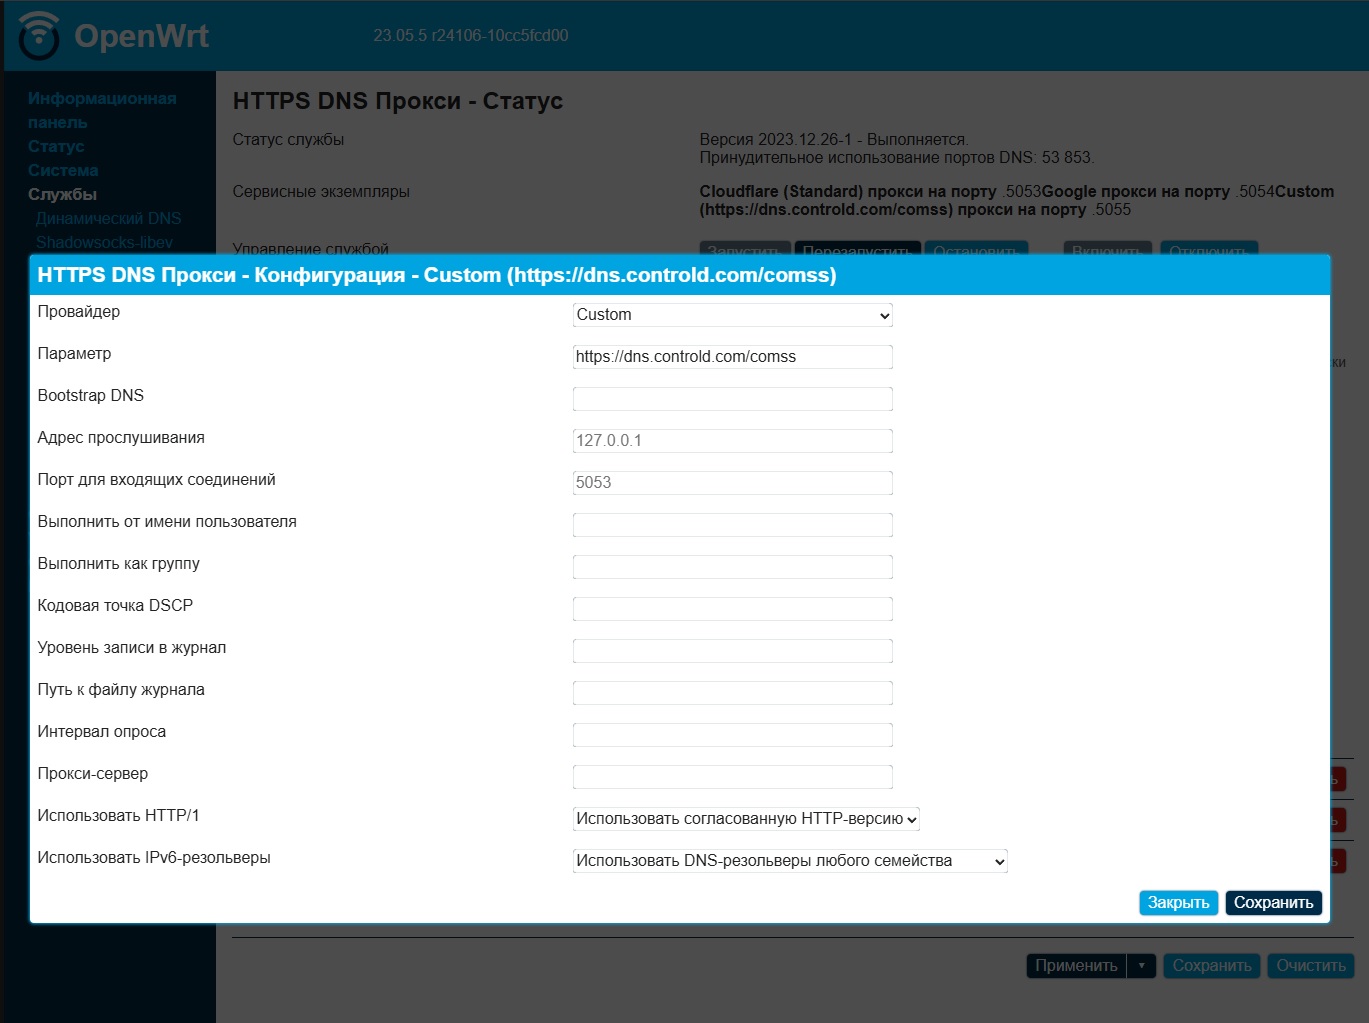 OpenWrt
23.05.5 r24106-10cc5fcd00
Информационная
панель
Статус
Система
Службы
Динамический DNS
Shadowsocks-libev
HTTPS DNS Прокси - Статус
Статус службы
Версия 2023.12.26-1 - Выполняется.
Принудительное использование портов DNS: 53 853.
Сервисные экземпляры
Cloudflare (Standard) прокси на порту .5053Google прокси на порту .5054Custom
(https://dns.controld.com/comss) прокси на порту .5055
Управление службой
Запустить Перезапустить Остановить Включить Отключить
HTTPS DNS Прокси - Конфигурация - Custom (https://dns.controld.com/comss)
Провайдер
Custom
Параметр
https://dns.controld.com/comss
Bootstrap DNS
Адрес прослушивания
127.0.0.1
Порт для входящих соединений
5053
Выполнить от имени пользователя
Выполнить как группу
Кодовая точка DSCP
Уровень записи в журнал
Путь к файлу журнала
Интервал опроса
Прокси-сервер
Использовать HTTP/1
Использовать согласованную HTTP-версию
Использовать IPv6-резольверы
Использовать DNS-резольверы любого семейства
Закрыть Сохранить
Применить Сохранить Очистить